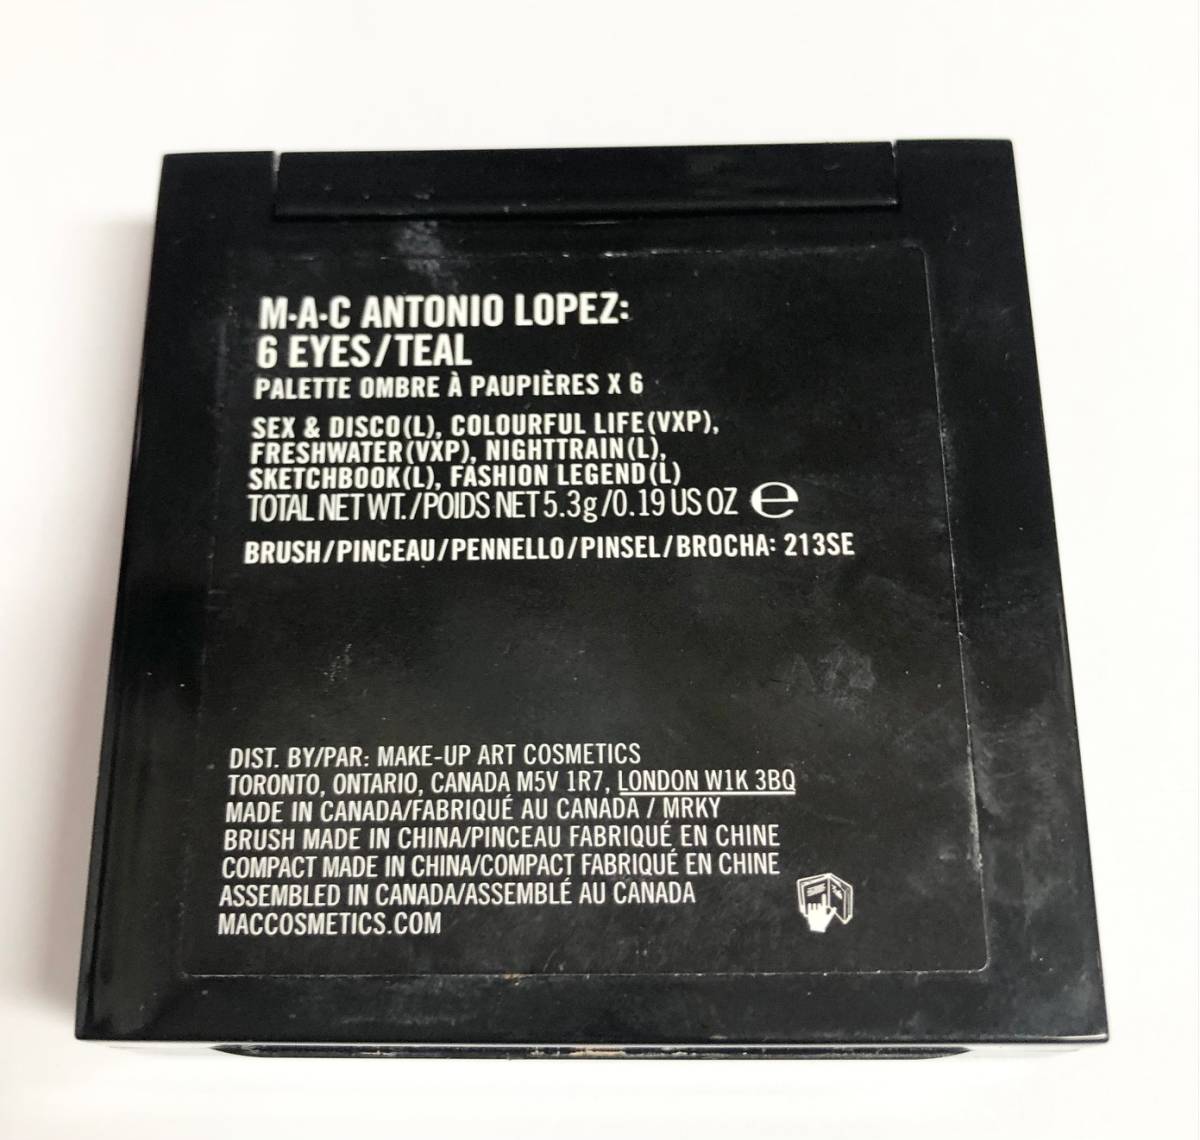 M·A·C ANTONIO LOPEZ:
6 EYES/TEAL
PALETTE OMBRE À PAUPIÈRES X 6
SEX & DISCO(L), COLOURFUL LIFE(VXP),
FRESHWATER(VXP), NIGHTTRAIN(L),
SKETCHBOOK(L), FASHION LEGEND(L)
TOTAL NET WT./POIDS NET 5.3g/0.19 US OZ ℮
BRUSH/PINCEAU/PENNELLO/PINSEL/BROCHA: 213SE
DIST. BY/PAR: MAKE-UP ART COSMETICS
TORONTO, ONTARIO, CANADA M5V 1R7, LONDON W1K 3BQ
MADE IN CANADA/FABRIQUÉ AU CANADA / MRKY
BRUSH MADE IN CHINA/PINCEAU FABRIQUÉ EN CHINE
COMPACT MADE IN CHINA/COMPACT FABRIQUÉ EN CHINE
ASSEMBLED IN CANADA/ASSEMBLÉ AU CANADA
MACCOSMETICS.COM